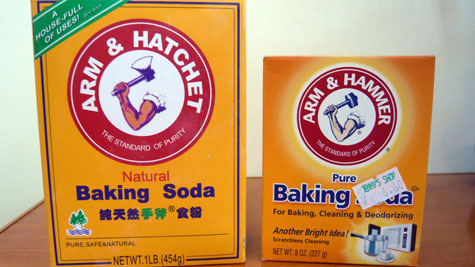 A
HOUSE-FULL
OF USES!
ARM & HATCHET
THE STANDARD OF PURITY
Natural
Baking Soda
純天然手斧®食粉
PURE,SAFE&NATURAL
NETWT.1LB.(454g)
ARM & HAMMER
THE STANDARD OF PURITY
Pure
Baking Soda
For Baking, Cleaning & Deodorizing
Another Bright Idea!
Scratchless Cleaning
NET WT. 8 OZ. (227g)
SHOP